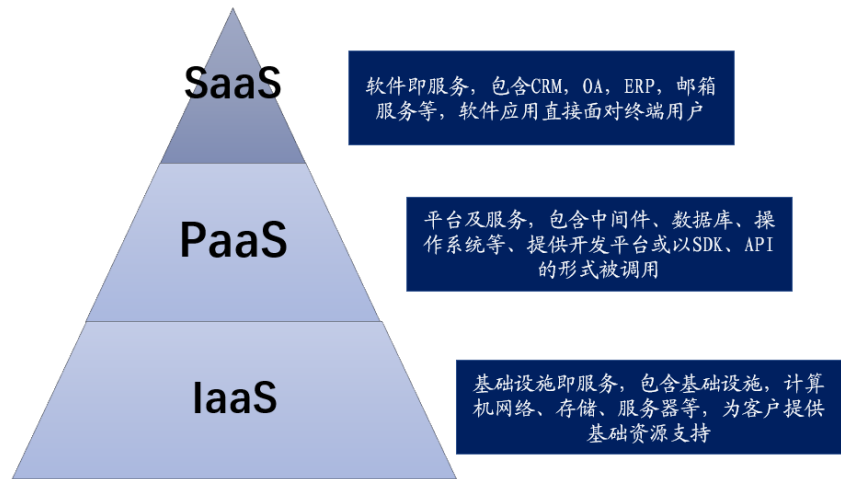 SaaS
软件即服务，包含CRM，OA，ERP，邮箱
服务等，软件应用直接面对终端用户
PaaS
平台及服务，包含中间件、数据库、操
作系统等、提供开发平台或以SDK、API
的形式被调用
IaaS
基础设施即服务，包含基础设施，计算
机网络、存储、服务器等，为客户提供
基础资源支持